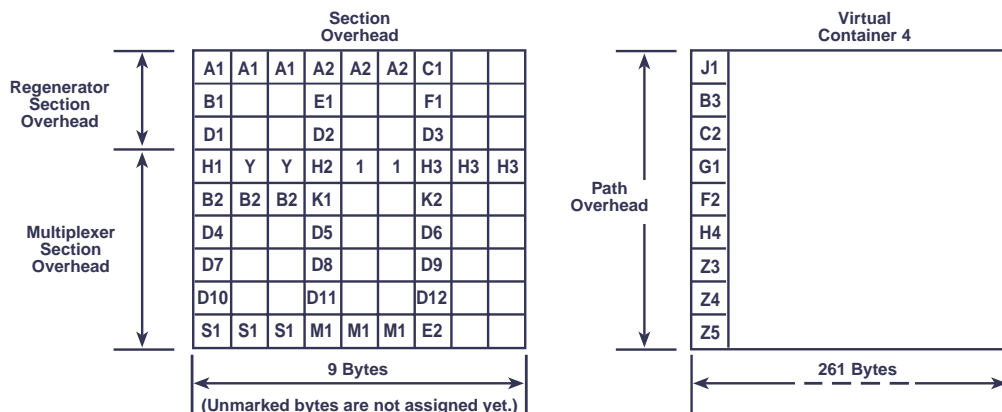 Section
Overhead
Regenerator
Section
Overhead
Multiplexer
Section
Overhead
A1 A1 A1 A2 A2 A2 C1
B1 E1 F1
D1 D2 D3
H1 Y Y H2 1 1 H3 H3 H3
B2 B2 B2 K1 K2
D4 D5 D6
D7 D8 D9
D10 D11 D12
S1 S1 S1 M1 M1 M1 E2
9 Bytes
(Unmarked bytes are not assigned yet.)
Virtual
Container 4
Path
Overhead
J1
B3
C2
G1
F2
H4
Z3
Z4
Z5
261 Bytes